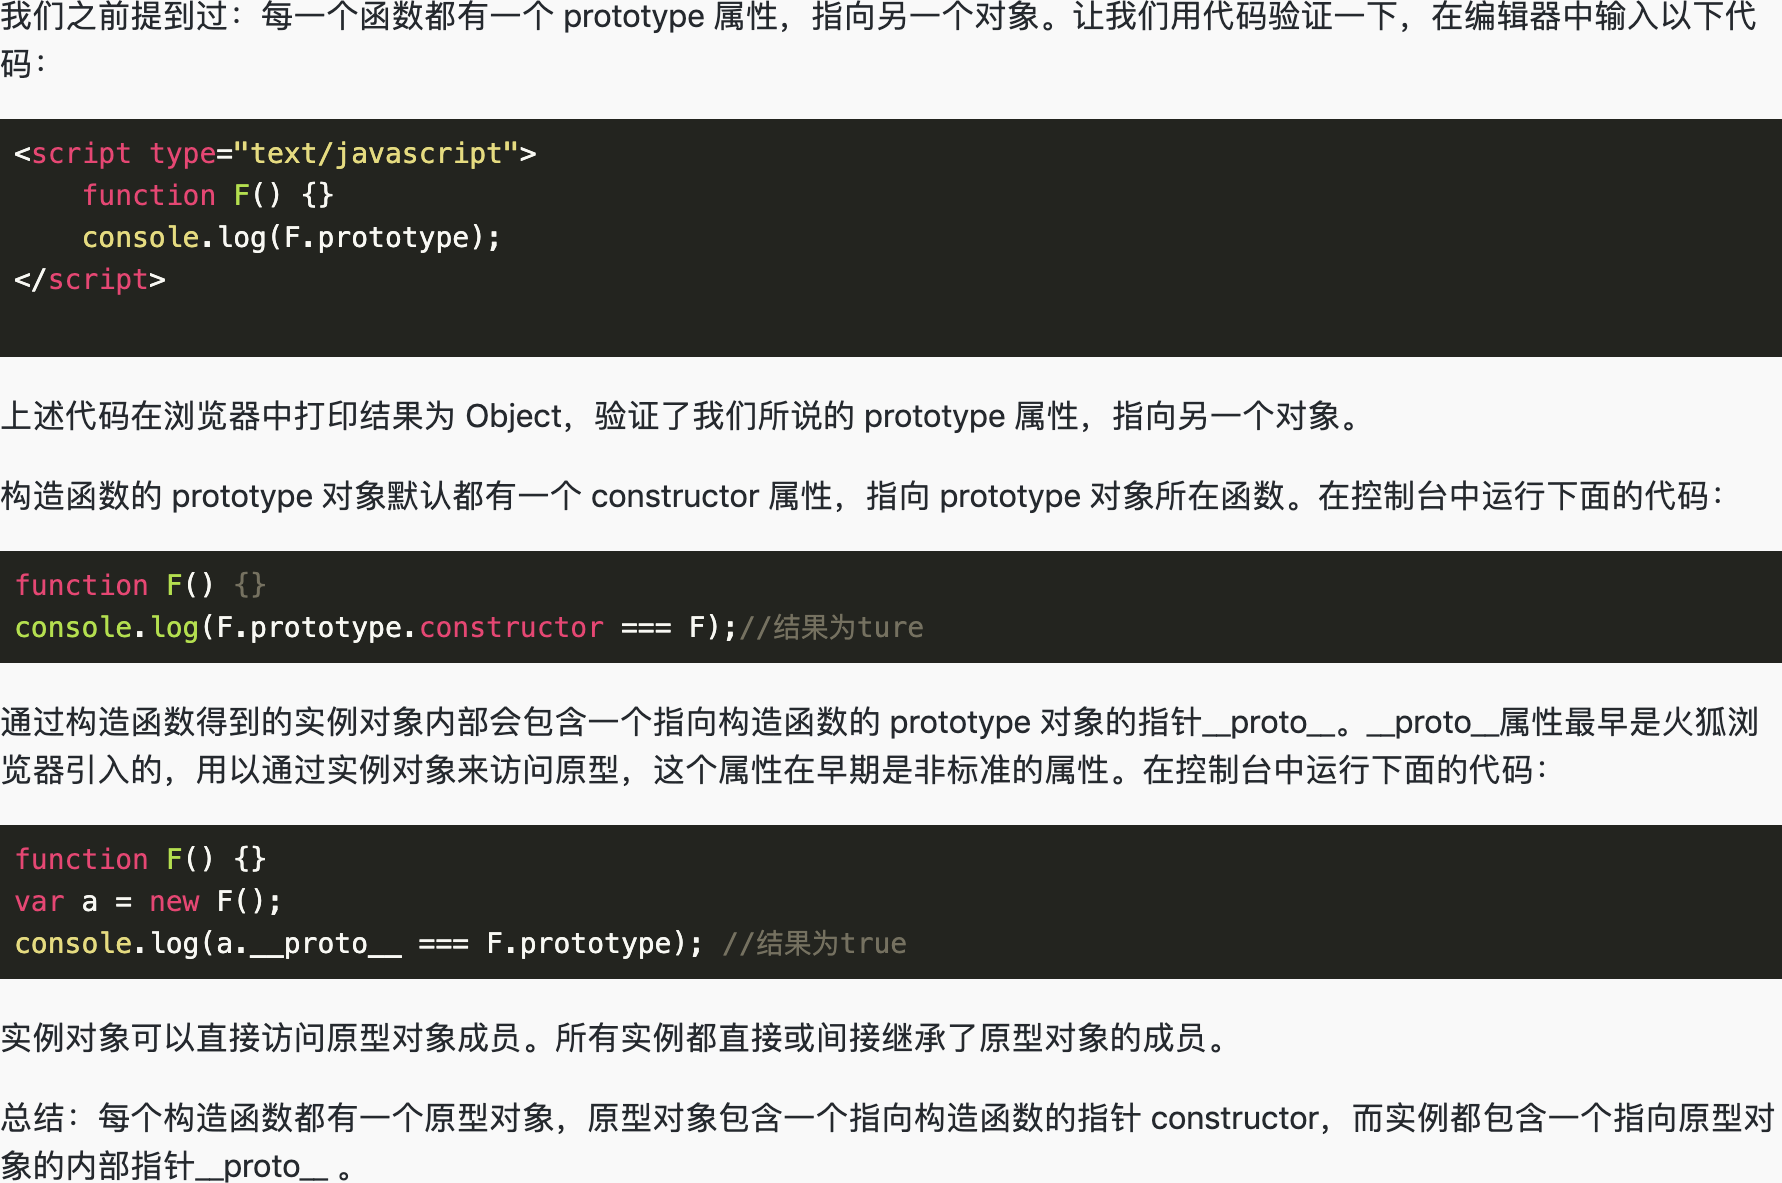 我们之前提到过：每一个函数都有一个 prototype 属性，指向另一个对象。让我们用代码验证一下，在编辑器中输入以下代
码：
<script type="text/javascript">
    function F() {}
    console.log(F.prototype);
</script>
上述代码在浏览器中打印结果为 Object，验证了我们所说的 prototype 属性，指向另一个对象。
构造函数的 prototype 对象默认都有一个 constructor 属性，指向 prototype 对象所在函数。在控制台中运行下面的代码：
function F() {}
console.log(F.prototype.constructor === F);//结果为ture
通过构造函数得到的实例对象内部会包含一个指向构造函数的 prototype 对象的指针__proto__。__proto__属性最早是火狐浏
览器引入的，用以通过实例对象来访问原型，这个属性在早期是非标准的属性。在控制台中运行下面的代码：
function F() {}
var a = new F();
console.log(a.__proto__ === F.prototype); //结果为true
实例对象可以直接访问原型对象成员。所有实例都直接或间接继承了原型对象的成员。
总结：每个构造函数都有一个原型对象，原型对象包含一个指向构造函数的指针 constructor，而实例都包含一个指向原型对
象的内部指针__proto__ 。